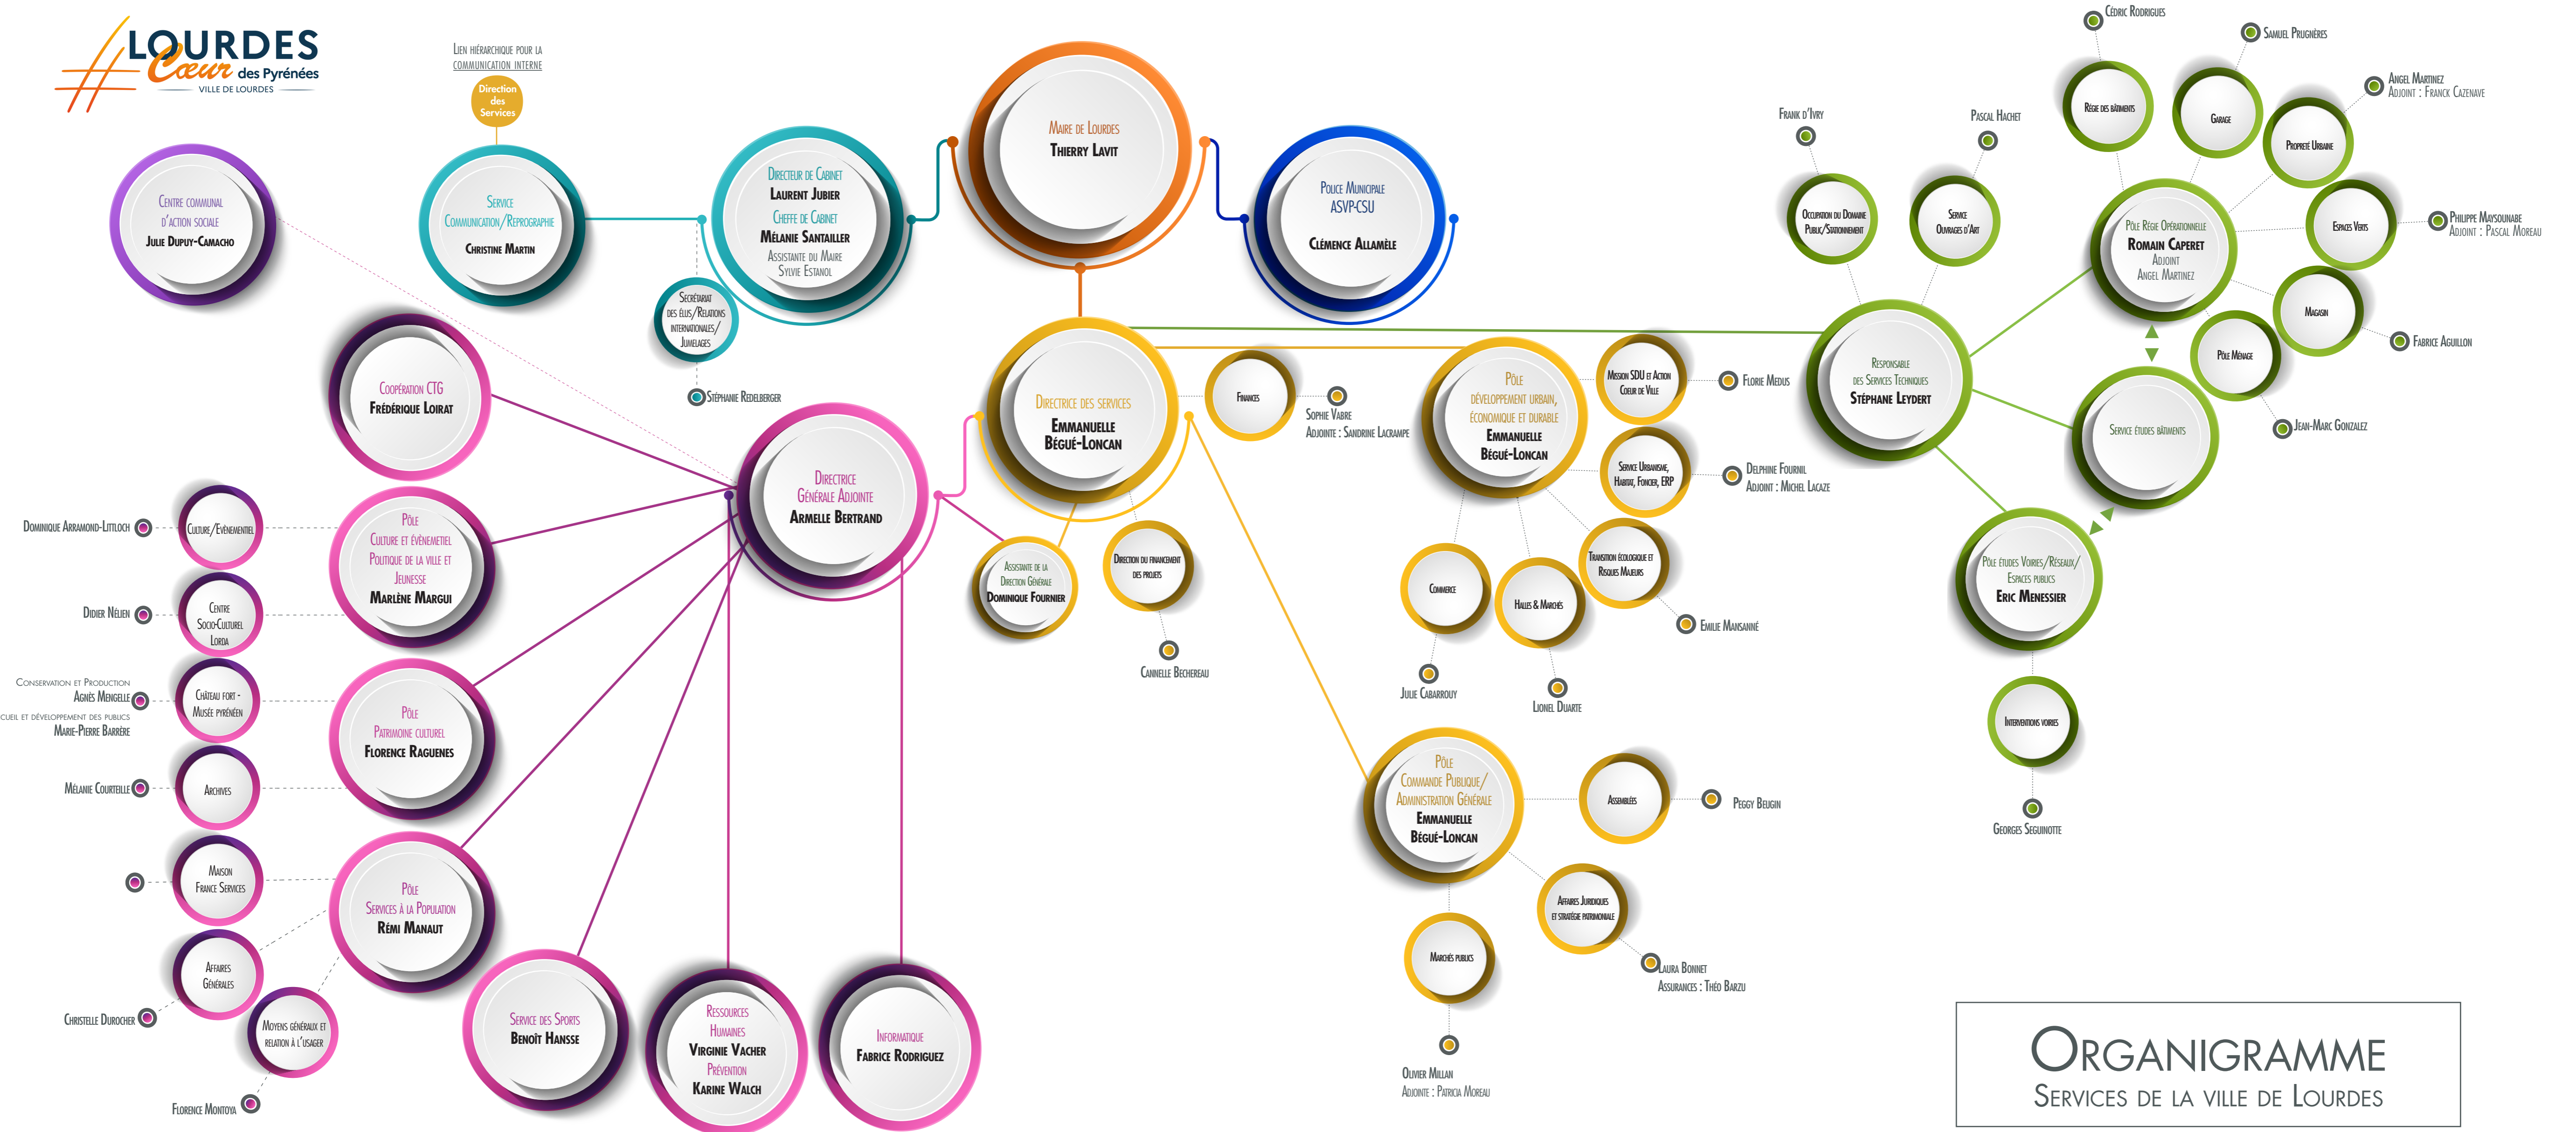 #LOURDES
Cœur des Pyrénées
VILLE DE LOURDES
Lien hiérarchique pour la
communication interne
Direction
des
Services
Centre communal
d'action sociale
Julie Dupuy-Camacho
Service
Communication/Reprographie
Christine Martin
Directeur de Cabinet
Laurent Jubier
Cheffe de Cabinet
Mélanie Santailler
Assistante du Maire
Sylvie Estanol
Secrétariat
des élus/Relations
internationales/
Jumelages
Stéphanie Redelberger
Maire de Lourdes
Thierry Lavit
Police Municipale
ASVP-CSU
Clémence Allamèle
Coopération CTG
Frédérique Loirat
Directrice
Générale Adjointe
Armelle Bertrand
Directrice des services
Emmanuelle
Bégué-Loncan
Finances
Sophie Vabre
Adjointe : Sandrine Lacrampe
Assistante de la
Direction Générale
Dominique Fournier
Direction du financement
des projets
Cannelle Bechereau
Pôle
Culture et évènemetiel
Politique de la ville et
Jeunesse
Marlène Margui
Culture/Evènementiel
Dominique Arramond-Littloch
Centre
Socio-Culturel
Lorda
Didier Néljen
Pôle
Patrimoine culturel
Florence Raguenes
Château fort -
Musée pyrénéen
Conservation et Production
Agnès Mengelle
cueil et développement des publics
Marie-Pierre Barrère
Archives
Mélanie Courteille
Pôle
Services à la Population
Rémi Manaut
Maison
France Services
Affaires
Générales
Christelle Durocher
Moyens généraux et
relation à l'usager
Florence Montoya
Service des Sports
Benoît Hansse
Ressources
Humaines
Virginie Vacher
Prévention
Karine Walch
Informatique
Fabrice Rodriguez
Pôle
développement urbain,
économique et durable
Emmanuelle
Bégué-Loncan
Mission SDU et Action
Coeur de Ville
Florie Medus
Service Urbanisme,
Habitat, Foncier, ERP
Delphine Fournil
Adjoint : Michel Lacaze
Transition écologique et
Risques Majeurs
Emilie Mansanné
Commerce
Julie Cabarrouy
Halles & Marchés
Lionel Duarte
Pôle
Commande Publique/
Administration Générale
Emmanuelle
Bégué-Loncan
Assemblées
Peggy Beugin
Affaires Juridiques
et stratégie patrimoniale
Laura Bonnet
Assurances : Théo Barzu
Marchés publics
Olivier Millan
Adjointe : Patricia Moreau
Responsable
des Services Techniques
Stéphane Leydert
Frank d'Ivry
Occupation du Domaine
Public/Stationnement
Pascal Hachet
Service
Ouvrages d'Art
Pôle Régie Opérationnelle
Romain Caperet
Adjoint
Angel Martinez
Cédric Rodrigues
Régie des bâtiments
Samuel Prugnères
Garage
Angel Martinez
Adjoint : Franck Cazenave
Propreté Urbaine
Philippe Maysounabe
Adjoint : Pascal Moreau
Espaces Verts
Magasin
Fabrice Aguillon
Pôle Ménage
Jean-Marc Gonzalez
Service études bâtiments
Pôle études Voiries/Réseaux/
Espaces publics
Eric Menessier
Interventions voiries
Georges Seguinotte
Organigramme
Services de la ville de Lourdes